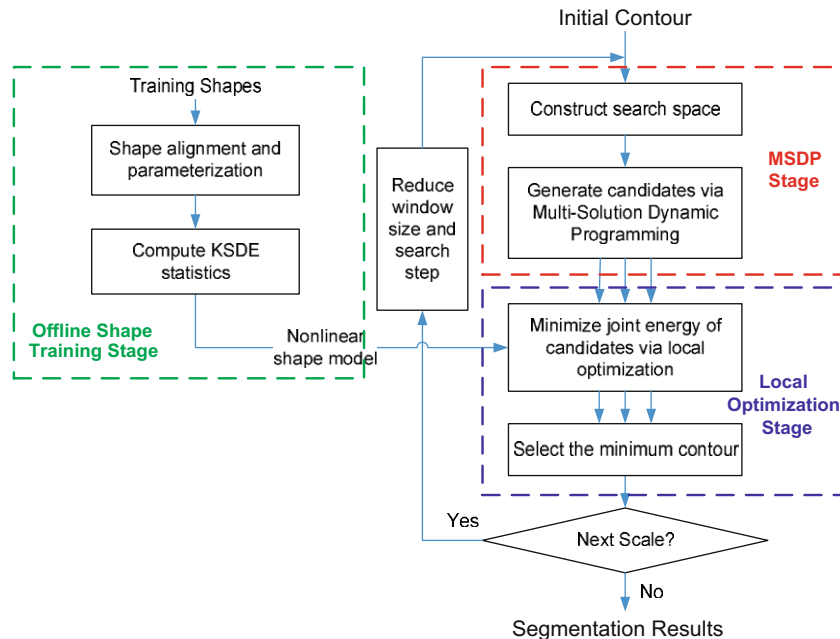 Initial Contour
Training Shapes
Shape alignment and
parameterization
Compute KSDE
statistics
Offline Shape
Training Stage
Nonlinear
shape model
Reduce
window
size and
search
step
Construct search space
Generate candidates via
Multi-Solution Dynamic
Programming
MSDP
Stage
Minimize joint energy of
candidates via local
optimization
Select the minimum contour
Local
Optimization
Stage
Yes
Next Scale?
No
Segmentation Results